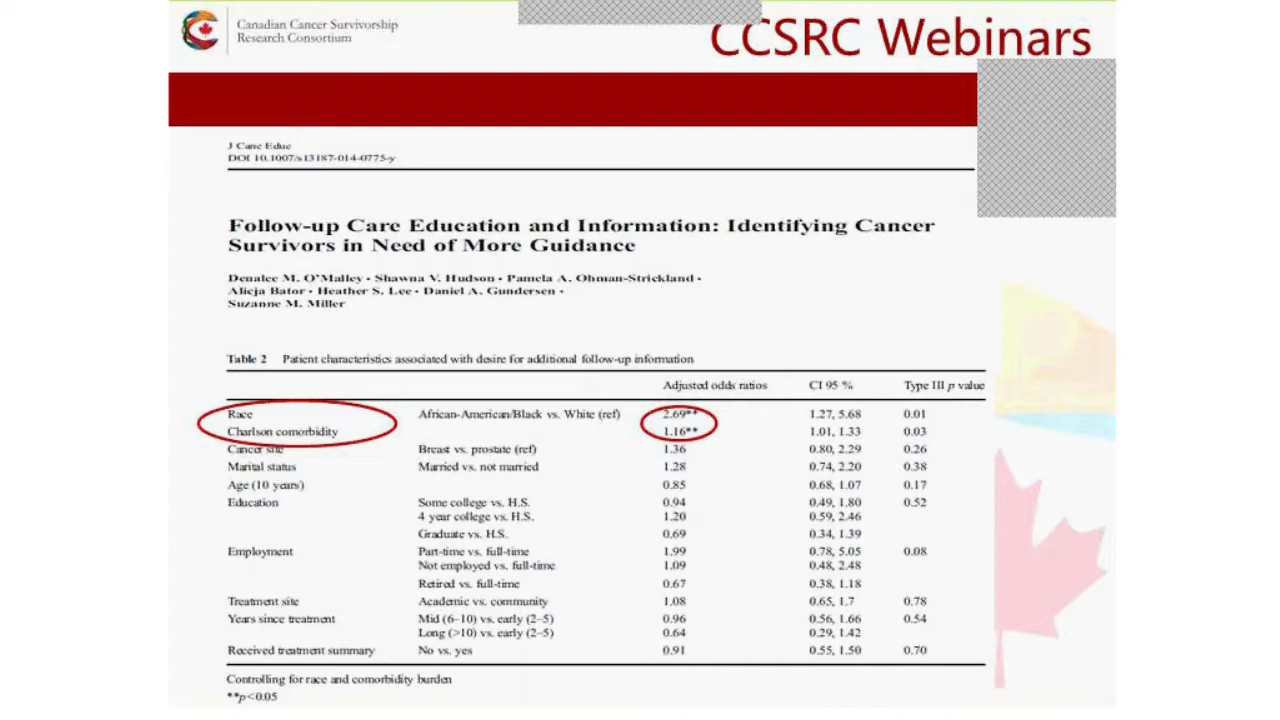 Canadian Cancer Survivorship
Research Consortium
CCSRC Webinars
J Canc Educ
DOI 10.1007/s13187-014-0775-y
Follow-up Care Education and Information: Identifying Cancer
Survivors in Need of More Guidance
Denalee M. O'Malley • Shawna V. Hudson • Pamela A. Ohman-Strickland •
Alicja Bator • Heather S. Lee • Daniel A. Gundersen •
Suzanne M. Miller
Table 2 Patient characteristics associated with desire for additional follow-up information
Adjusted odds ratios CI 95 % Type III p value
Race African-American/Black vs. White (ref) 2.69** 1.27, 5.68 0.01
Charlson comorbidity 1.16** 1.01, 1.33 0.03
Cancer site Breast vs. prostate (ref) 1.36 0.80, 2.29 0.26
Marital status Married vs. not married 1.28 0.74, 2.20 0.38
Age (10 years) 0.85 0.68, 1.07 0.17
Education Some college vs. H.S. 0.94 0.49, 1.80 0.52
4 year college vs. H.S. 1.20 0.59, 2.46
Graduate vs. H.S. 0.69 0.34, 1.39
Employment Part-time vs. full-time 1.99 0.78, 5.05 0.08
Not employed vs. full-time 1.09 0.48, 2.48
Retired vs. full-time 0.67 0.38, 1.18
Treatment site Academic vs. community 1.08 0.65, 1.7 0.78
Years since treatment Mid (6–10) vs. early (2–5) 0.96 0.56, 1.66 0.54
Long (>10) vs. early (2–5) 0.64 0.29, 1.42
Received treatment summary No vs. yes 0.91 0.55, 1.50 0.70
Controlling for race and comorbidity burden
**p<0.05